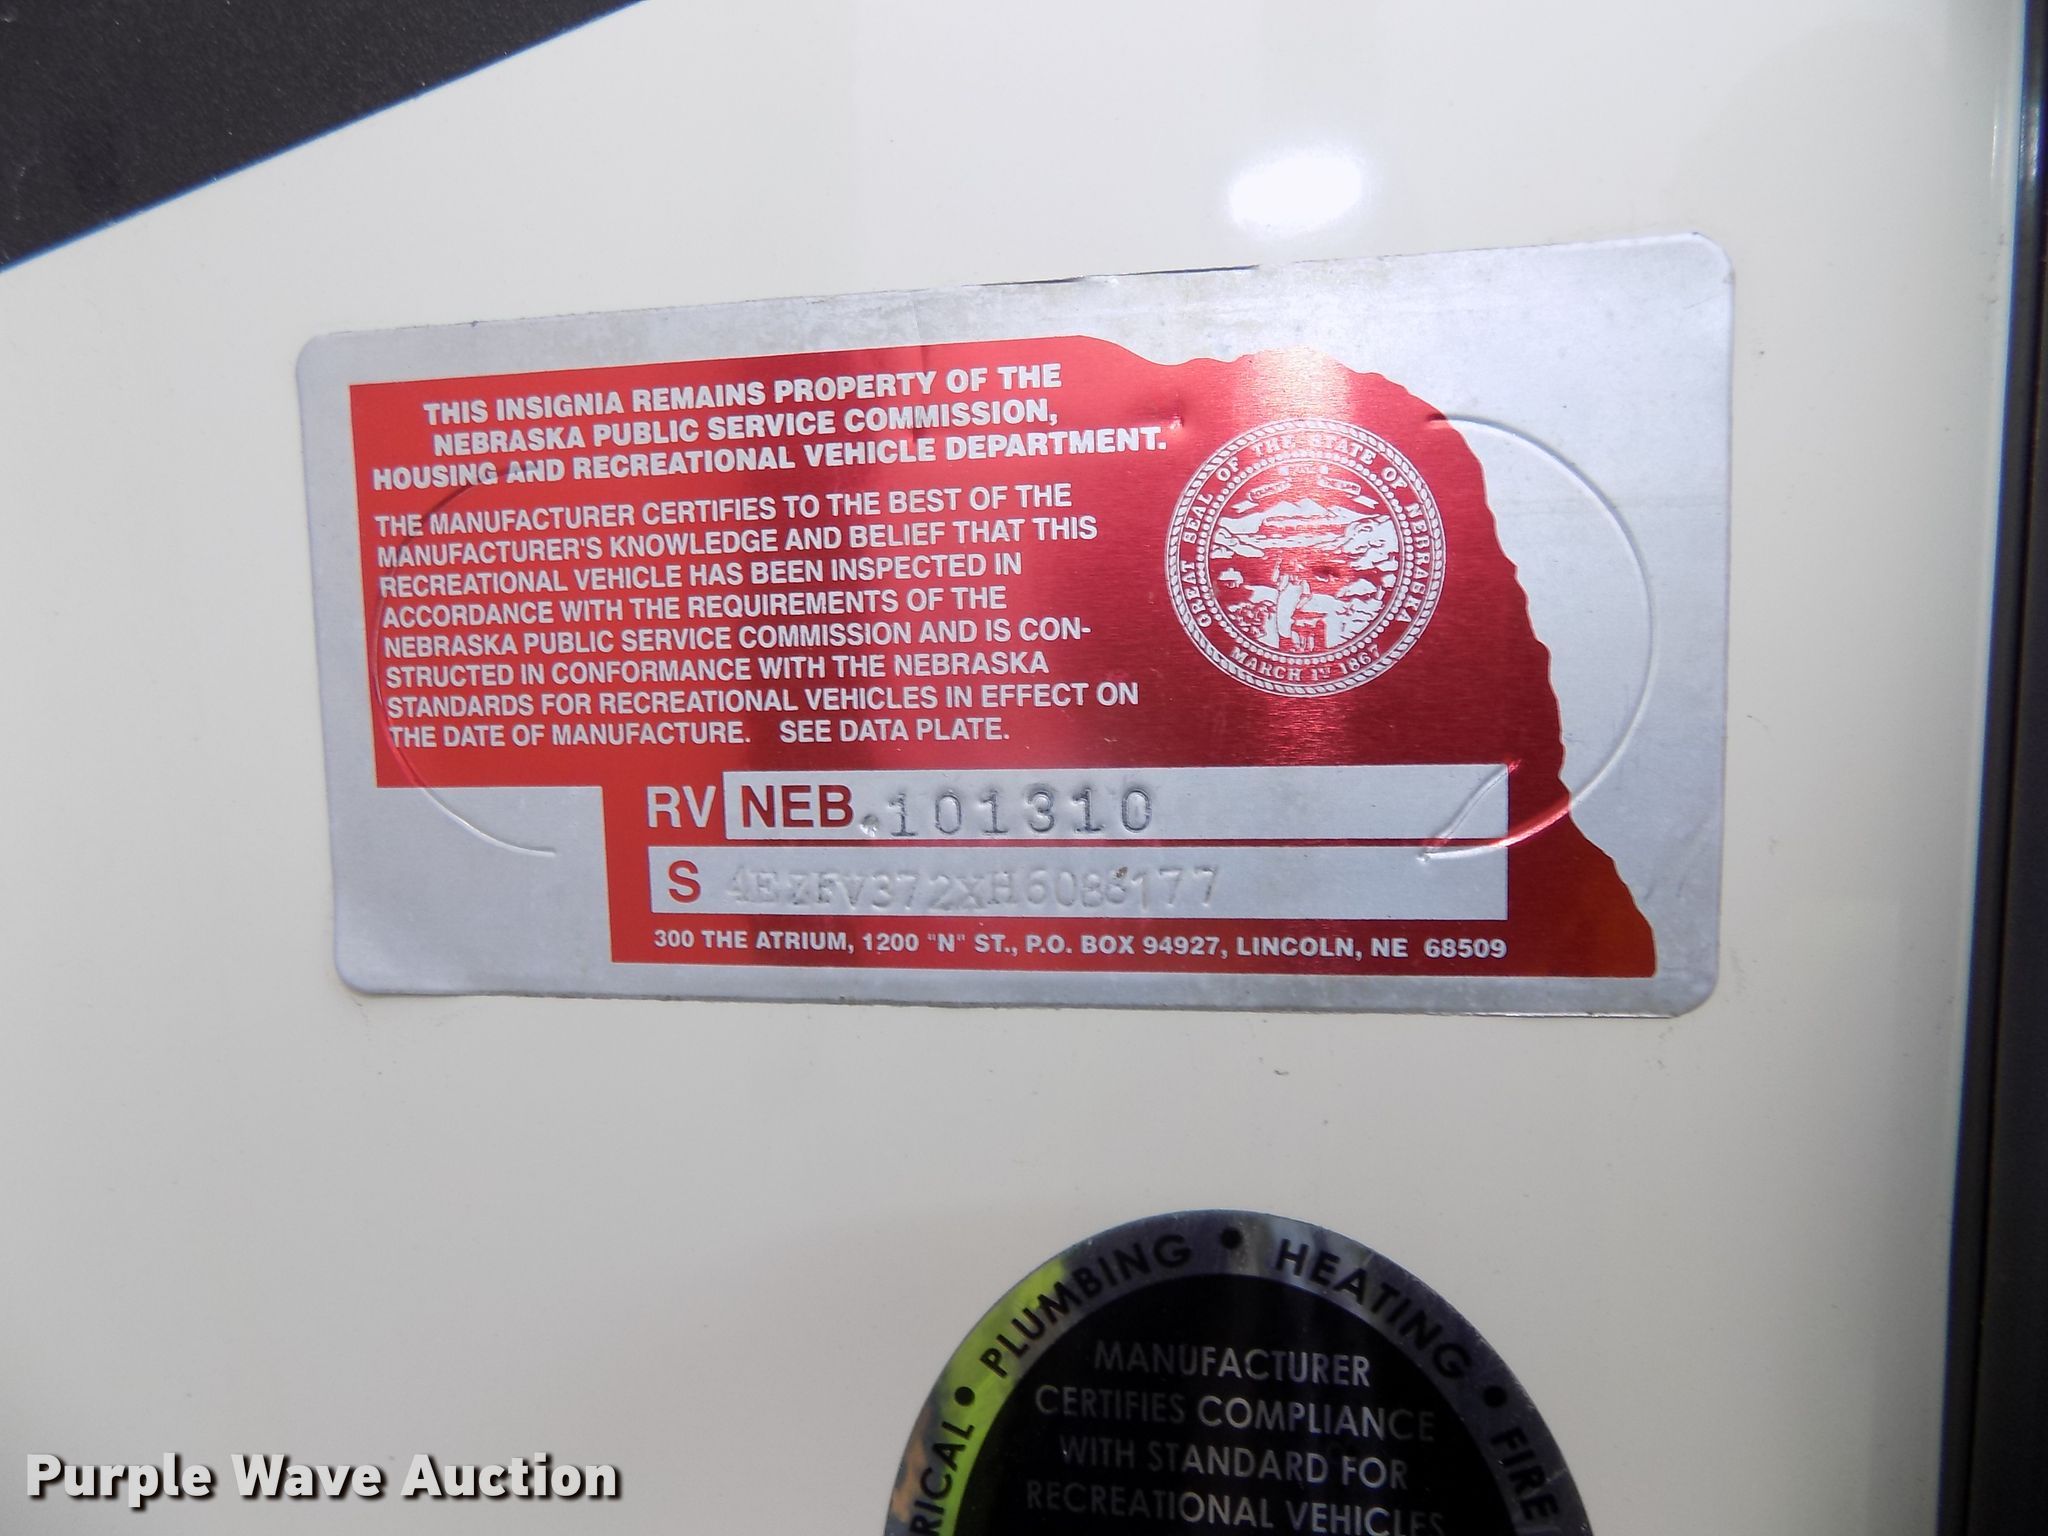 THIS INSIGNIA REMAINS PROPERTY OF THE
NEBRASKA PUBLIC SERVICE COMMISSION,
HOUSING AND RECREATIONAL VEHICLE DEPARTMENT.
THE MANUFACTURER CERTIFIES TO THE BEST OF THE
MANUFACTURER'S KNOWLEDGE AND BELIEF THAT THIS
RECREATIONAL VEHICLE HAS BEEN INSPECTED IN
ACCORDANCE WITH THE REQUIREMENTS OF THE
NEBRASKA PUBLIC SERVICE COMMISSION AND IS CON-
STRUCTED IN CONFORMANCE WITH THE NEBRASKA
STANDARDS FOR RECREATIONAL VEHICLES IN EFFECT ON
THE DATE OF MANUFACTURE. SEE DATA PLATE.
GREAT SEAL OF THE STATE OF NEBRASKA
MARCH 1ST 1867
RV NEB.101310
S 4EZFV372XH6086177
300 THE ATRIUM, 1200 "N" ST., P.O. BOX 94927, LINCOLN, NE 68509
RICAL • PLUMBING • HEATING • FIRE
MANUFACTURER
CERTIFIES COMPLIANCE
WITH STANDARD FOR
RECREATIONAL VEHICLES
Purple Wave Auction